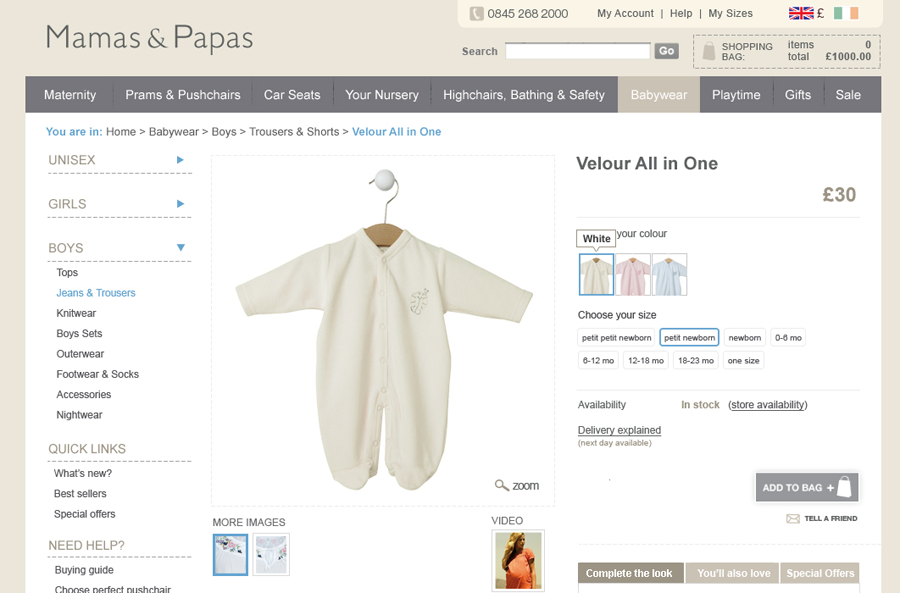 0845 268 2000
My Account | Help | My Sizes
£
Mamas & Papas
Search
Go
SHOPPING BAG:
items 0
total £1000.00
Maternity
Prams & Pushchairs
Car Seats
Your Nursery
Highchairs, Bathing & Safety
Babywear
Playtime
Gifts
Sale
You are in: Home > Babywear > Boys > Trousers & Shorts > Velour All in One
UNISEX
GIRLS
BOYS
Tops
Jeans & Trousers
Knitwear
Boys Sets
Outerwear
Footwear & Socks
Accessories
Nightwear
QUICK LINKS
What's new?
Best sellers
Special offers
NEED HELP?
Buying guide
Choose perfect pushchair
zoom
MORE IMAGES
VIDEO
Velour All in One
£30
White
your colour
Choose your size
petit petit newborn
petit newborn
newborn
0-6 mo
6-12 mo
12-18 mo
18-23 mo
one size
Availability In stock (store availability)
Delivery explained
(next day available)
ADD TO BAG +
TELL A FRIEND
Complete the look
You'll also love
Special Offers